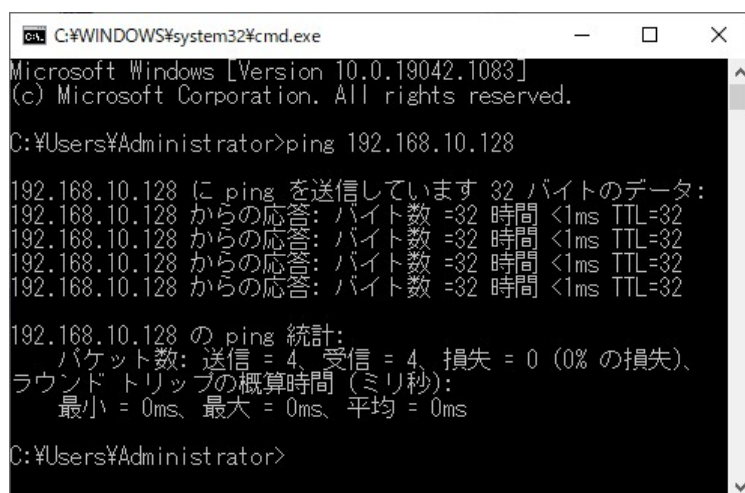 C:¥WINDOWS¥system32¥cmd.exe
Microsoft Windows [Version 10.0.19042.1083]
(c) Microsoft Corporation. All rights reserved.
C:¥Users¥Administrator>ping 192.168.10.128
192.168.10.128 に ping を送信しています 32 バイトのデータ:
192.168.10.128 からの応答: バイト数 =32 時間 <1ms TTL=32
192.168.10.128 からの応答: バイト数 =32 時間 <1ms TTL=32
192.168.10.128 からの応答: バイト数 =32 時間 <1ms TTL=32
192.168.10.128 からの応答: バイト数 =32 時間 <1ms TTL=32
192.168.10.128 の ping 統計:
パケット数: 送信 = 4、受信 = 4、損失 = 0 (0% の損失)、
ラウンド トリップの概算時間 (ミリ秒):
最小 = 0ms、最大 = 0ms、平均 = 0ms
C:¥Users¥Administrator>